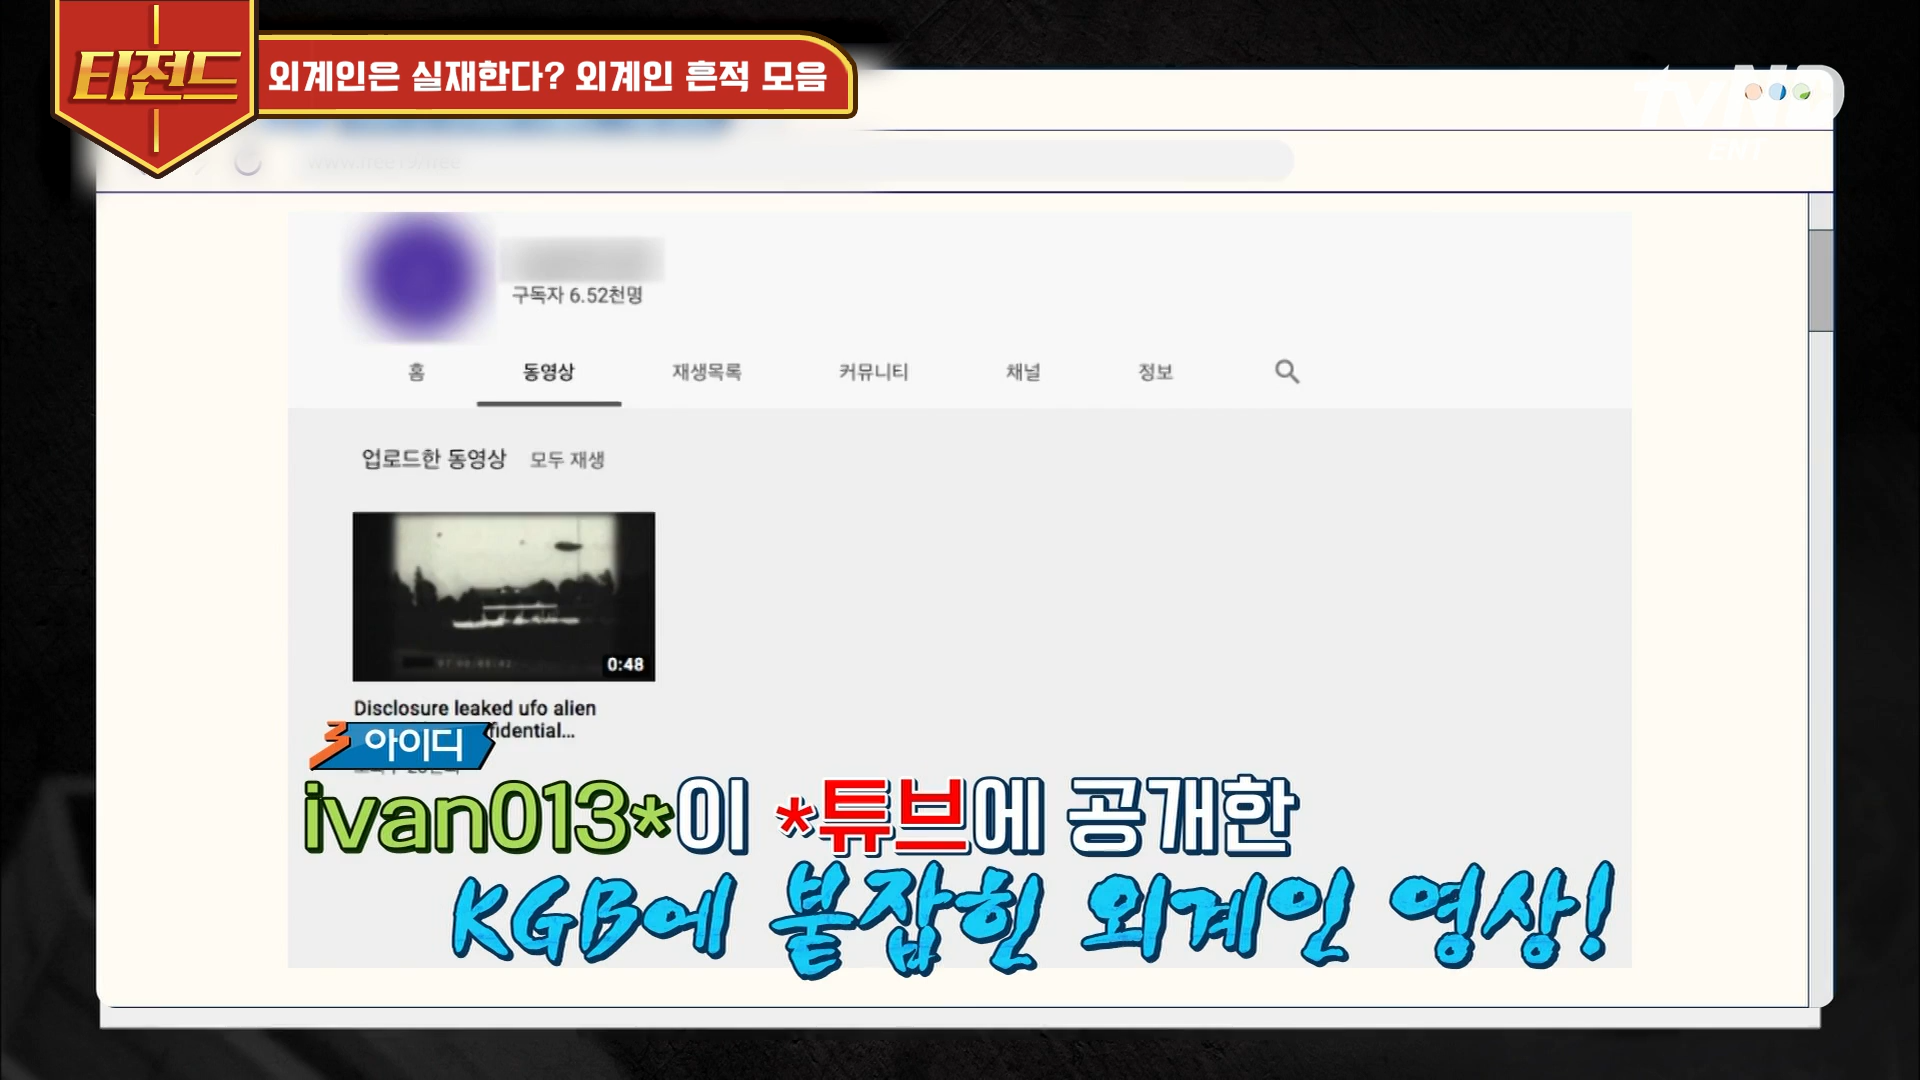 티전드
외계인은 실재한다? 외계인 흔적 모음
tvN
ENT
구독자 6.52천명
홈 동영상 재생목록 커뮤니티 채널 정보
업로드한 동영상 모두 재생
0:48
Disclosure leaked ufo alien
fidential...
아이디
ivan013*이 *튜브에 공개한
KGB에 붙잡힌 외계인 영상!